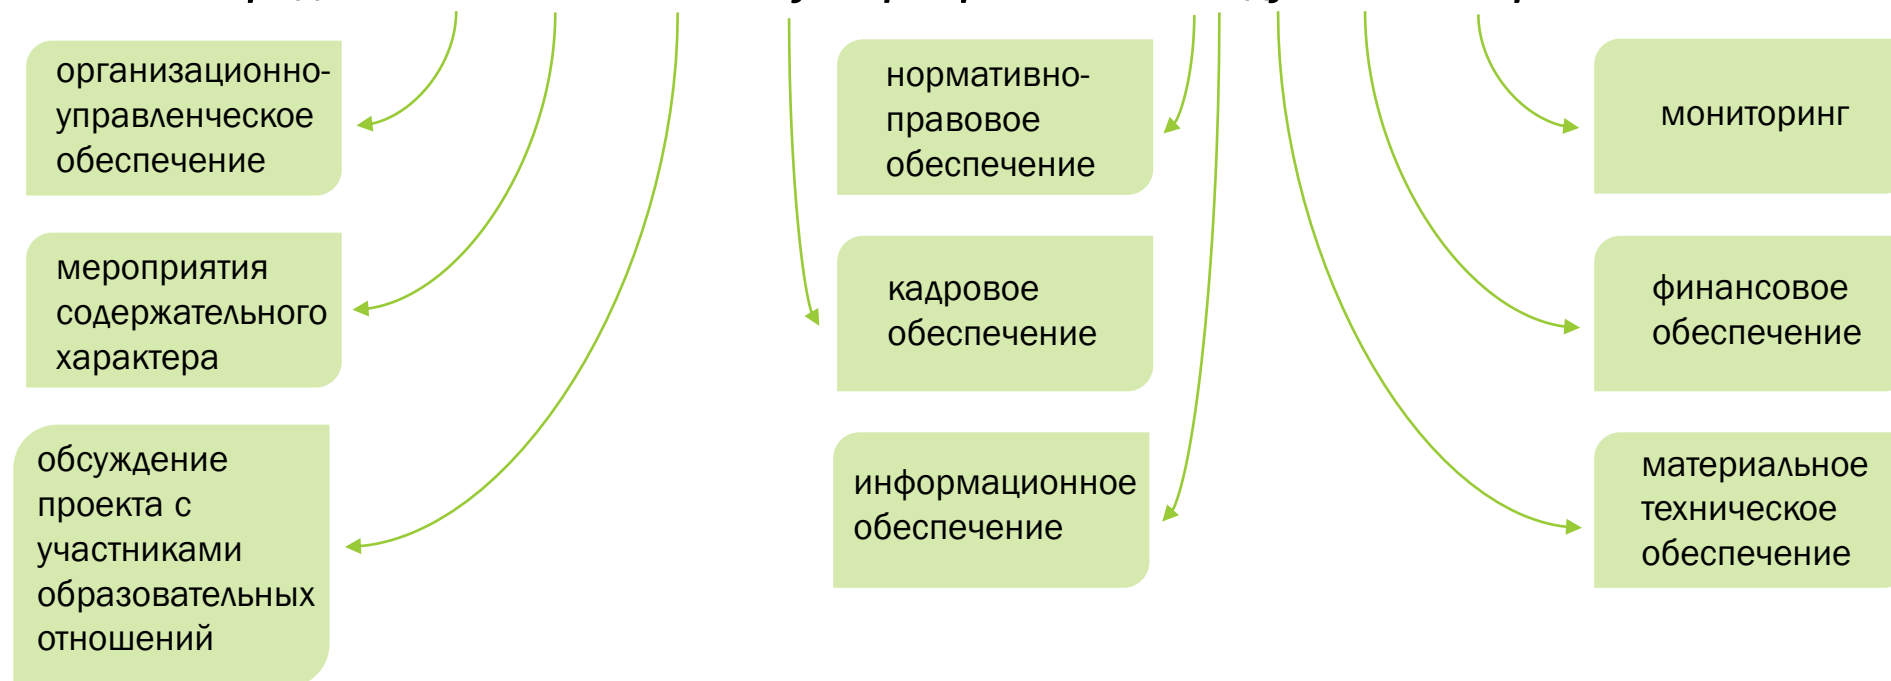 организационно-
управленческое
обеспечение
мероприятия
содержательного
характера
обсуждение
проекта с
участниками
образовательных
отношений
нормативно-
правовое
обеспечение
кадровое
обеспечение
информационное
обеспечение
мониторинг
финансовое
обеспечение
материальное
техническое
обеспечение